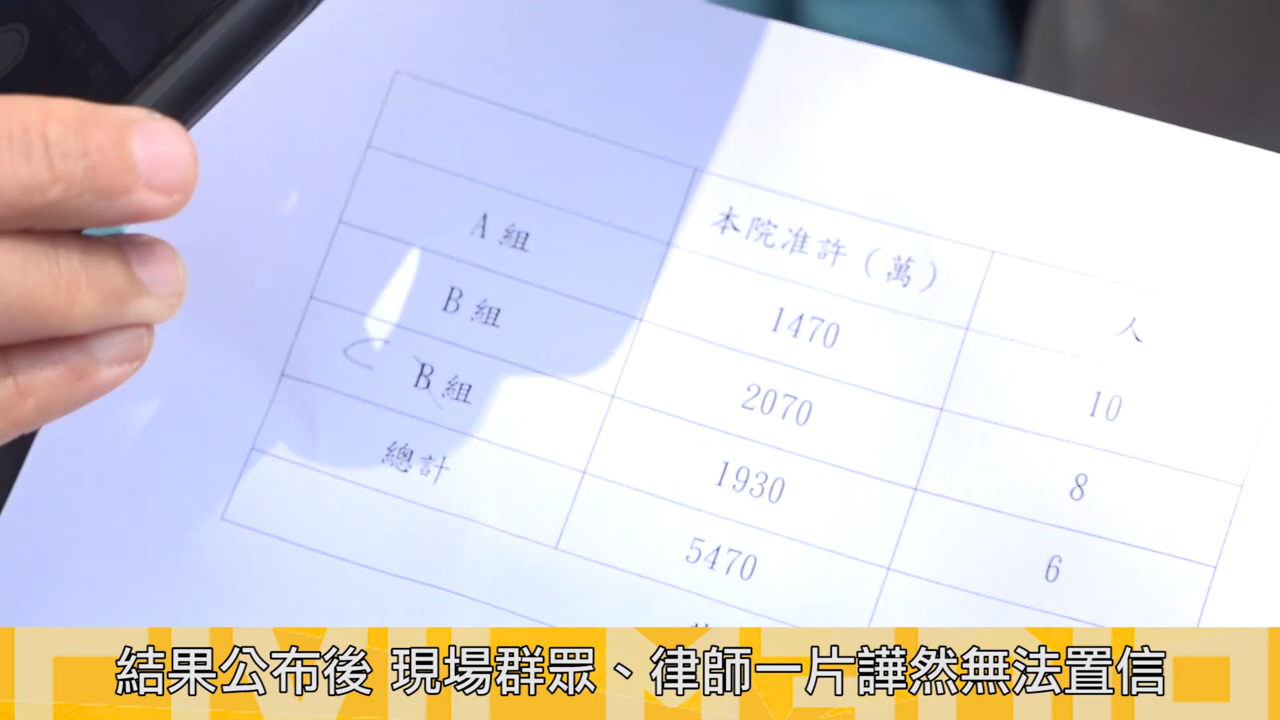 本院准許（萬） 人
A組 1470 10
B組 2070 8
C B組 1930 6
總計 5470
結果公布後 現場群眾、律師一片譁然無法置信